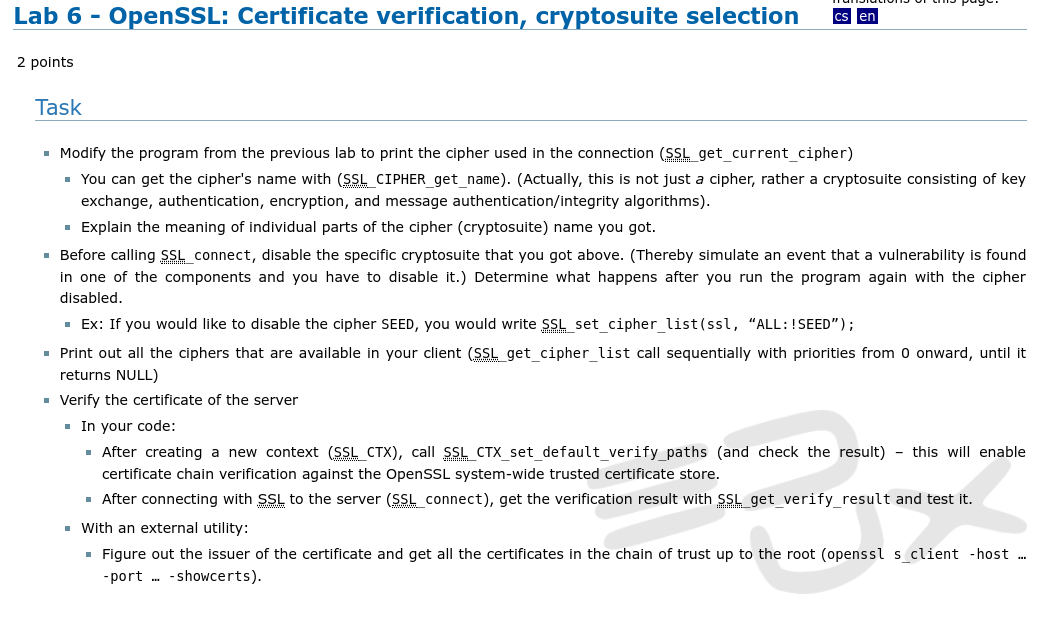 Lab 6 – OpenSSL: Certificate verification, cryptosuite selection
Translations of this page:
cs en
2 points
Task
Modify the program from the previous lab to print the cipher used in the connection (SSL_get_current_cipher)
You can get the cipher's name with (SSL_CIPHER_get_name). (Actually, this is not just a cipher, rather a cryptosuite consisting of key
exchange, authentication, encryption, and message authentication/integrity algorithms).
Explain the meaning of individual parts of the cipher (cryptosuite) name you got.
Before calling SSL_connect, disable the specific cryptosuite that you got above. (Thereby simulate an event that a vulnerability is found
in one of the components and you have to disable it.) Determine what happens after you run the program again with the cipher
disabled.
Ex: If you would like to disable the cipher SEED, you would write SSL_set_cipher_list(ssl, “ALL:!SEED”);
Print out all the ciphers that are available in your client (SSL_get_cipher_list call sequentially with priorities from 0 onward, until it
returns NULL)
Verify the certificate of the server
In your code:
After creating a new context (SSL_CTX), call SSL_CTX_set_default_verify_paths (and check the result) – this will enable
certificate chain verification against the OpenSSL system-wide trusted certificate store.
After connecting with SSL to the server (SSL_connect), get the verification result with SSL_get_verify_result and test it.
With an external utility:
Figure out the issuer of the certificate and get all the certificates in the chain of trust up to the root (openssl s_client -host …
-port … -showcerts).